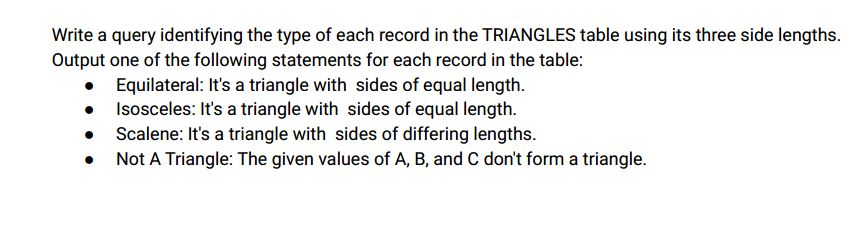 Write a query identifying the type of each record in the TRIANGLES table using its three side lengths.
Output one of the following statements for each record in the table:
● Equilateral: It's a triangle with  sides of equal length.
● Isosceles: It's a triangle with  sides of equal length.
● Scalene: It's a triangle with  sides of differing lengths.
● Not A Triangle: The given values of A, B, and C don't form a triangle.